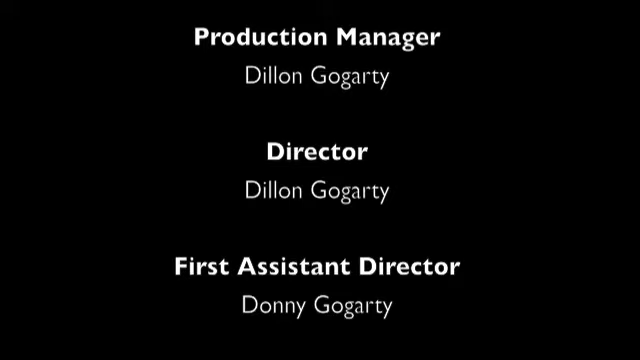 Production Manager
Dillon Gogarty
Director
Dillon Gogarty
First Assistant Director
Donny Gogarty